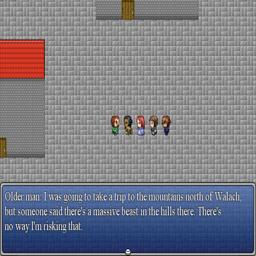 Older man: I was going to take a trip to the mountains north of Walach,
but someone said there's a massive beast in the hills there. There's
no way I'm risking that.